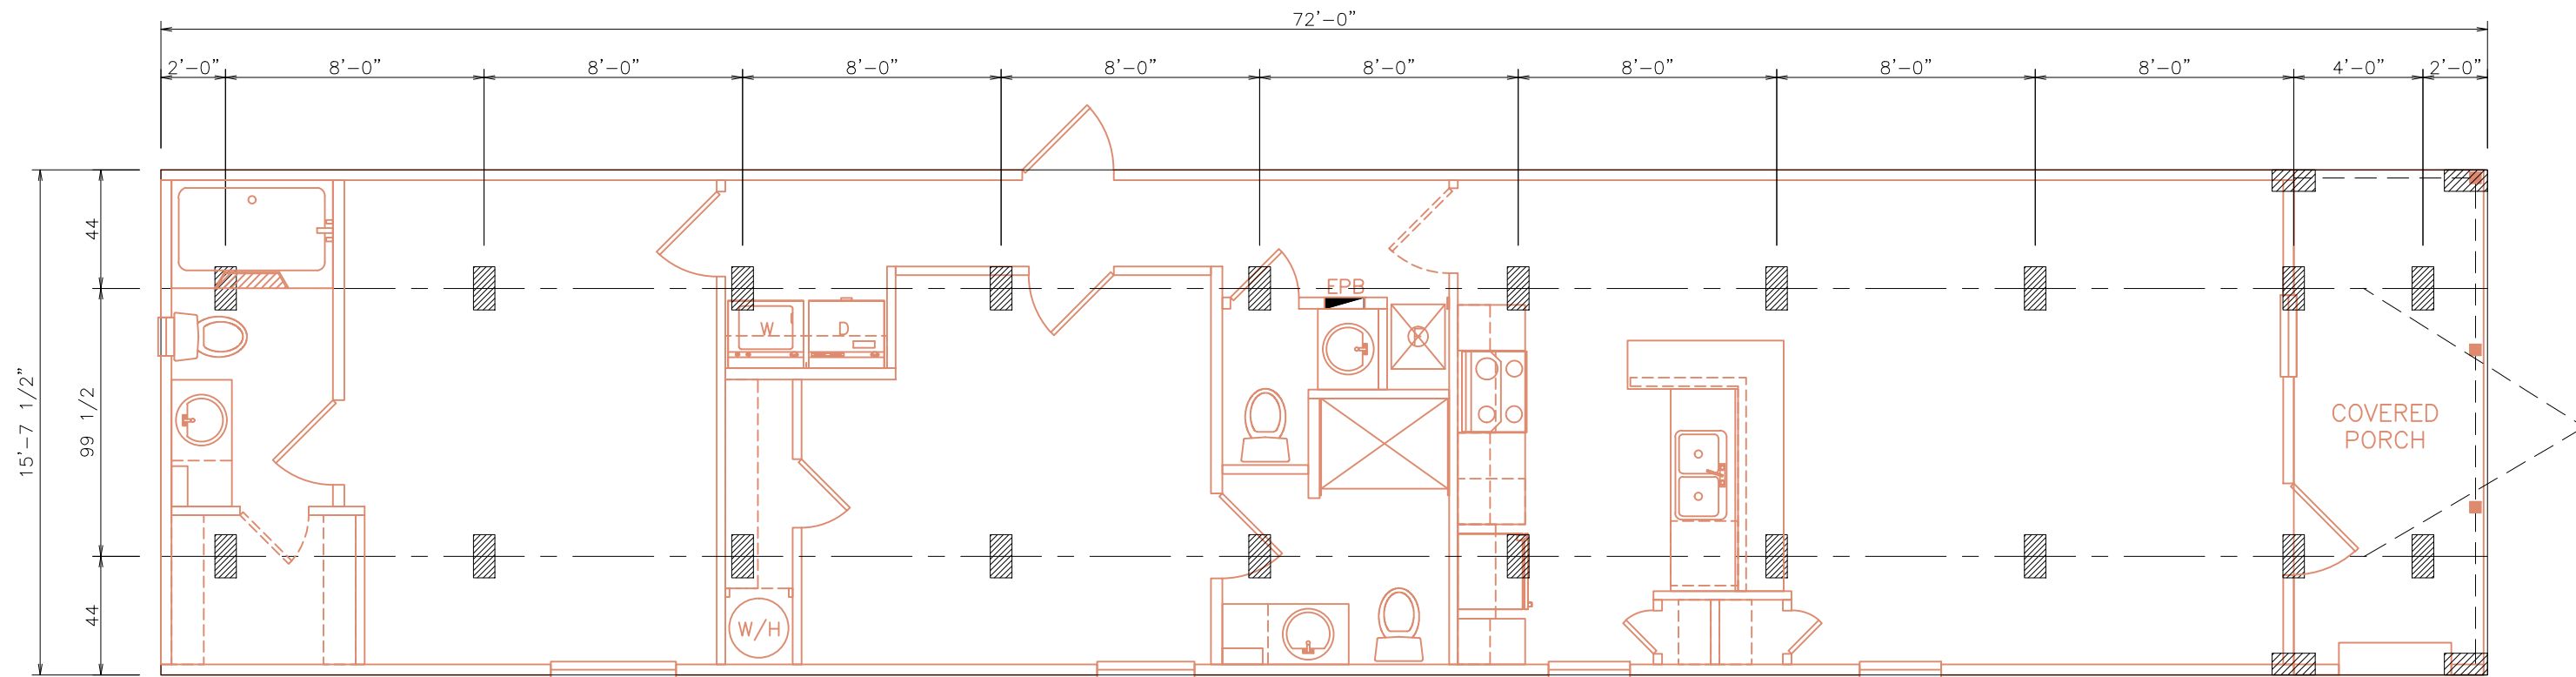 72'-0"
2'-0" 8'-0" 8'-0" 8'-0" 8'-0" 8'-0" 8'-0" 8'-0" 8'-0" 4'-0" 2'-0"
15'-7 1/2"
44
99 1/2
44
EPB
W D
COVERED
PORCH
W/H